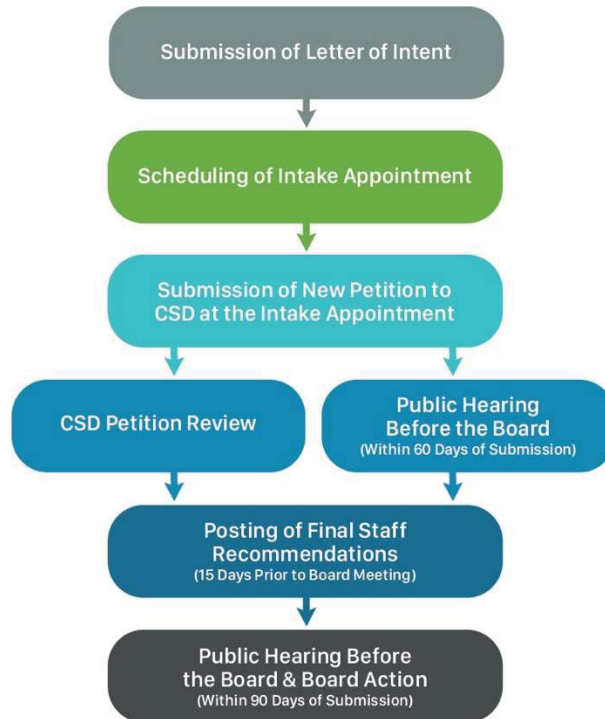 Submission of Letter of Intent
Scheduling of Intake Appointment
Submission of New Petition to
CSD at the Intake Appointment
CSD Petition Review
Public Hearing
Before the Board
(Within 60 Days of Submission)
Posting of Final Staff
Recommendations
(15 Days Prior to Board Meeting)
Public Hearing Before
the Board & Board Action
(Within 90 Days of Submission)